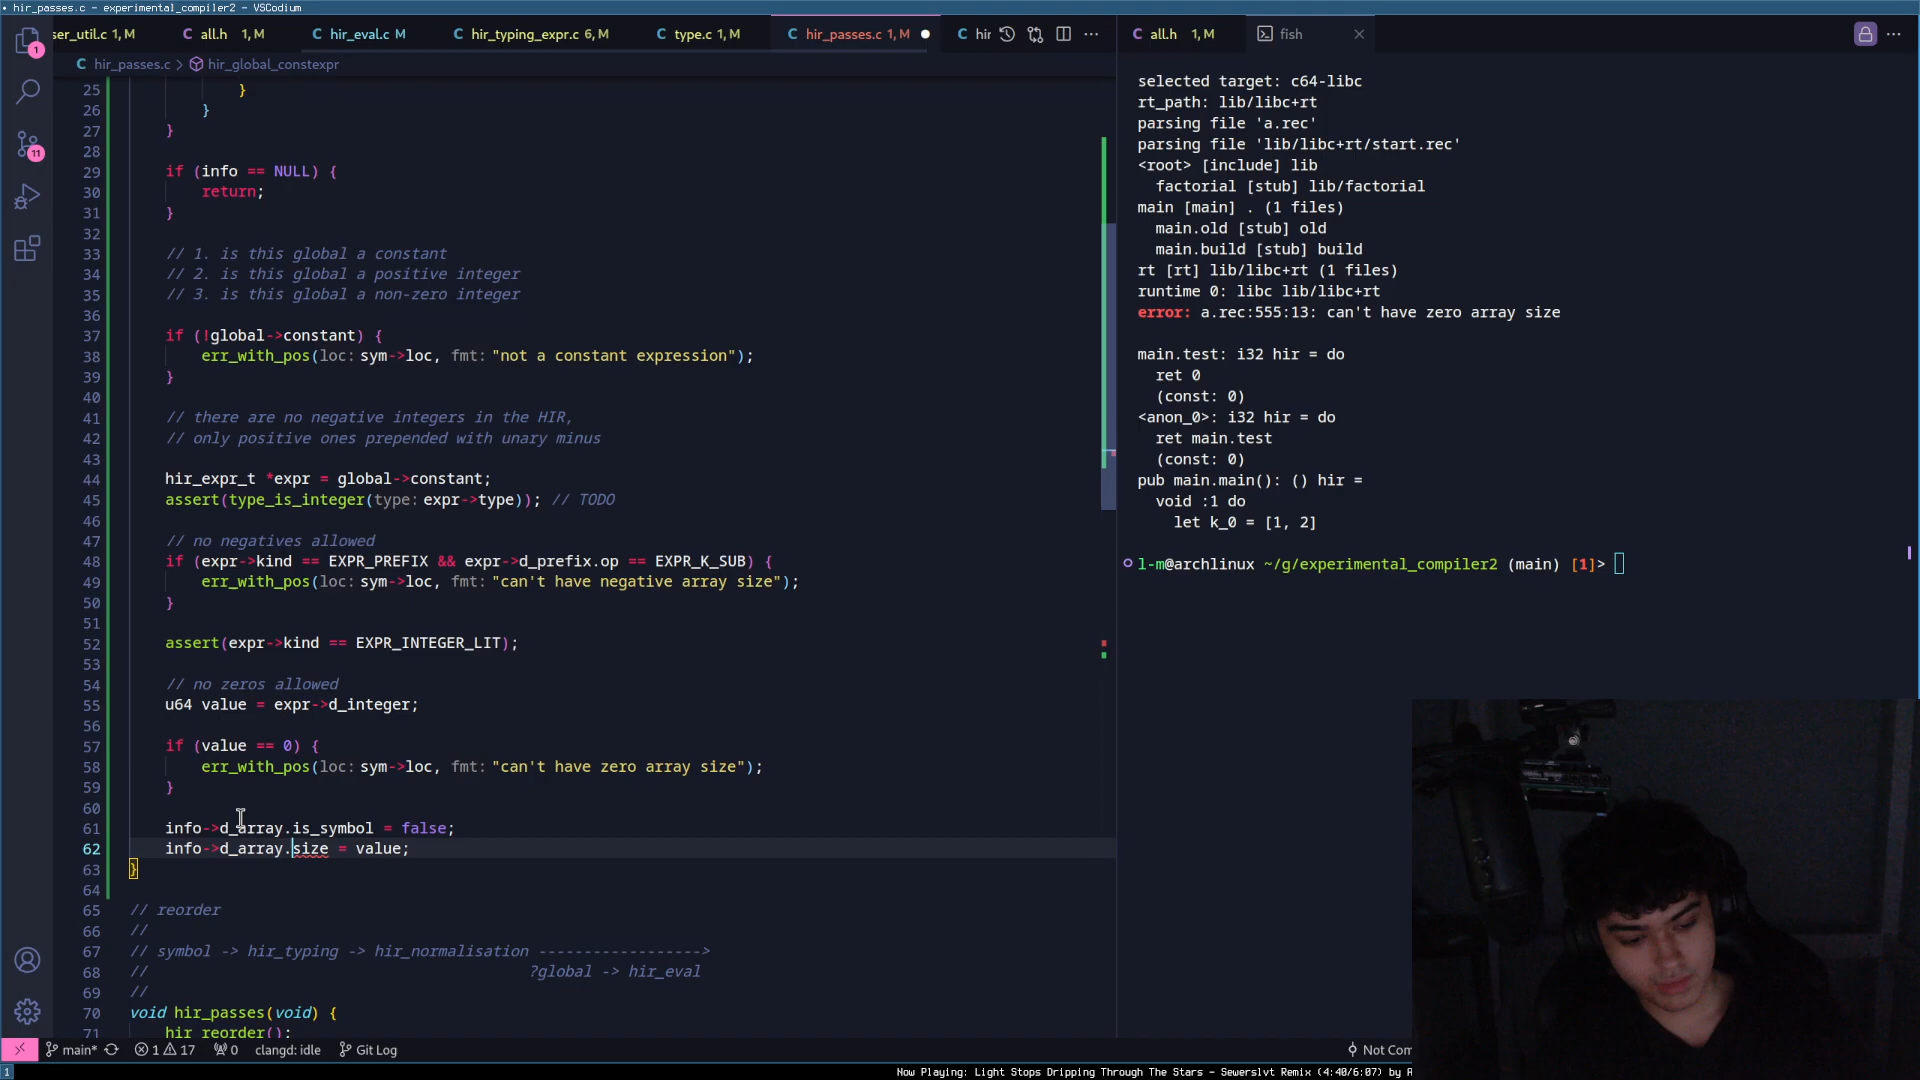 hir_passes.c – experimental_compiler2 – VSCodium
ser_util.c 1, M
all.h 1, M
hir_eval.c M
hir_typing_expr.c 6, M
type.c 1, M
hir_passes.c 1, M
hir
all.h 1, M
fish
hir_passes.c > hir_global_constexpr
25 }
26 }
27 }
28
29 if (info == NULL) {
30 return;
31 }
32
33 // 1. is this global a constant
34 // 2. is this global a positive integer
35 // 3. is this global a non-zero integer
36
37 if (!global->constant) {
38 err_with_pos(loc: sym->loc, fmt: "not a constant expression");
39 }
40
41 // there are no negative integers in the HIR,
42 // only positive ones prepended with unary minus
43
44 hir_expr_t *expr = global->constant;
45 assert(type_is_integer(type: expr->type)); // TODO
46
47 // no negatives allowed
48 if (expr->kind == EXPR_PREFIX && expr->d_prefix.op == EXPR_K_SUB) {
49 err_with_pos(loc: sym->loc, fmt: "can't have negative array size");
50 }
51
52 assert(expr->kind == EXPR_INTEGER_LIT);
53
54 // no zeros allowed
55 u64 value = expr->d_integer;
56
57 if (value == 0) {
58 err_with_pos(loc: sym->loc, fmt: "can't have zero array size");
59 }
60
61 info->d_array.is_symbol = false;
62 info->d_array.size = value;
63 }
64
65 // reorder
66 //
67 // symbol -> hir_typing -> hir_normalisation ------------------>
68 // ?global -> hir_eval
69 //
70 void hir_passes(void) {
71 hir_reorder();
selected target: c64-libc
rt_path: lib/libc+rt
parsing file 'a.rec'
parsing file 'lib/libc+rt/start.rec'
<root> [include] lib
factorial [stub] lib/factorial
main [main] . (1 files)
main.old [stub] old
main.build [stub] build
rt [rt] lib/libc+rt (1 files)
runtime 0: libc lib/libc+rt
error: a.rec:555:13: can't have zero array size
main.test: i32 hir = do
ret 0
(const: 0)
<anon_0>: i32 hir = do
ret main.test
(const: 0)
pub main.main(): () hir =
void :1 do
let k_0 = [1, 2]
l-m@archlinux ~/g/experimental_compiler2 (main) [1]>
1
11
main* 1 17 0 clangd: idle Git Log
Not Com
1
Now Playing: Light Stops Dripping Through The Stars - Sewerslvt Remix (4:40/6:07) by R